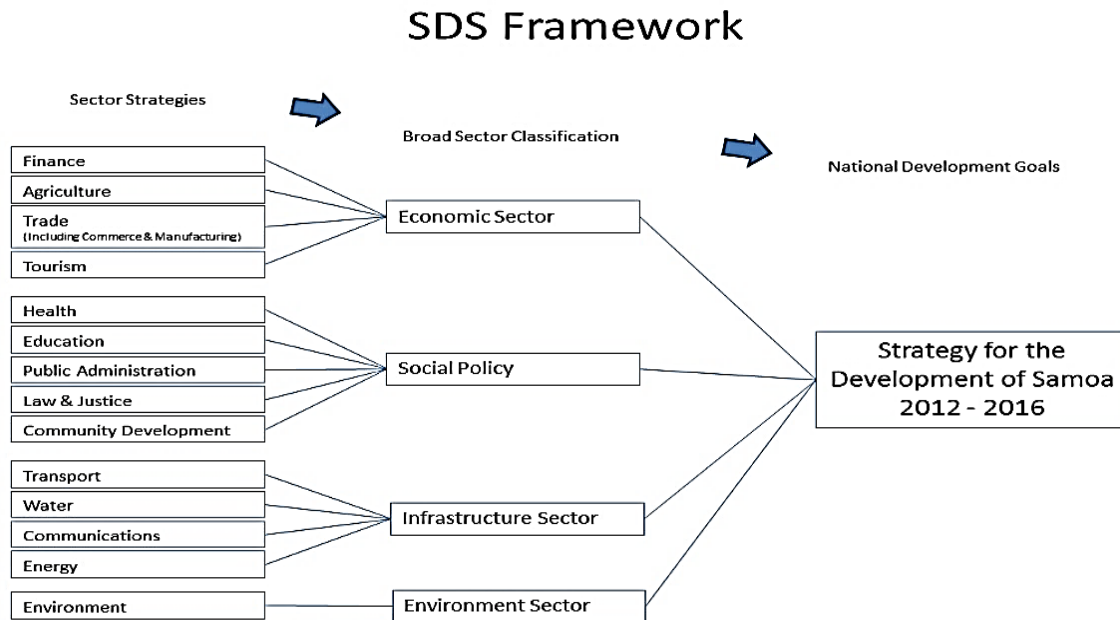 SDS Framework
Sector Strategies
Broad Sector Classification
National Development Goals
Finance
Agriculture
Trade
(Including Commerce & Manufacturing)
Tourism
Economic Sector
Health
Education
Public Administration
Law & Justice
Community Development
Social Policy
Transport
Water
Communications
Energy
Infrastructure Sector
Environment
Environment Sector
Strategy for the
Development of Samoa
2012 - 2016